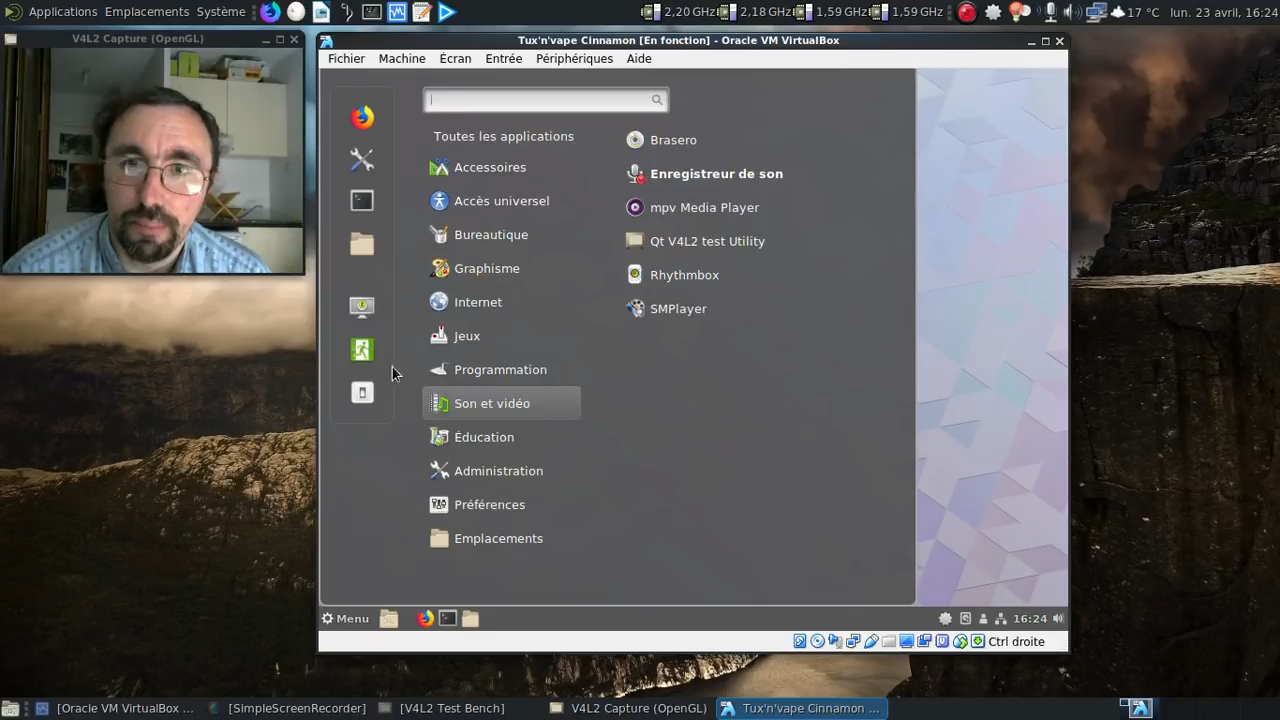 Applications Emplacements Système
2,20 GHz 2,18 GHz 1,59 GHz 1,59 GHz 17 °C lun. 23 avril, 16:24
V4L2 Capture (OpenGL)
Tux'n'vape Cinnamon [En fonction] - Oracle VM VirtualBox
Fichier Machine Écran Entrée Périphériques Aide
Toutes les applications
Accessoires
Accès universel
Bureautique
Graphisme
Internet
Jeux
Programmation
Son et vidéo
Éducation
Administration
Préférences
Emplacements
Brasero
Enregistreur de son
mpv Media Player
Qt V4L2 test Utility
Rhythmbox
SMPlayer
Menu 16:24
Ctrl droite
[Oracle VM VirtualBox ... [SimpleScreenRecorder] [V4L2 Test Bench] V4L2 Capture (OpenGL) Tux'n'vape Cinnamon ...